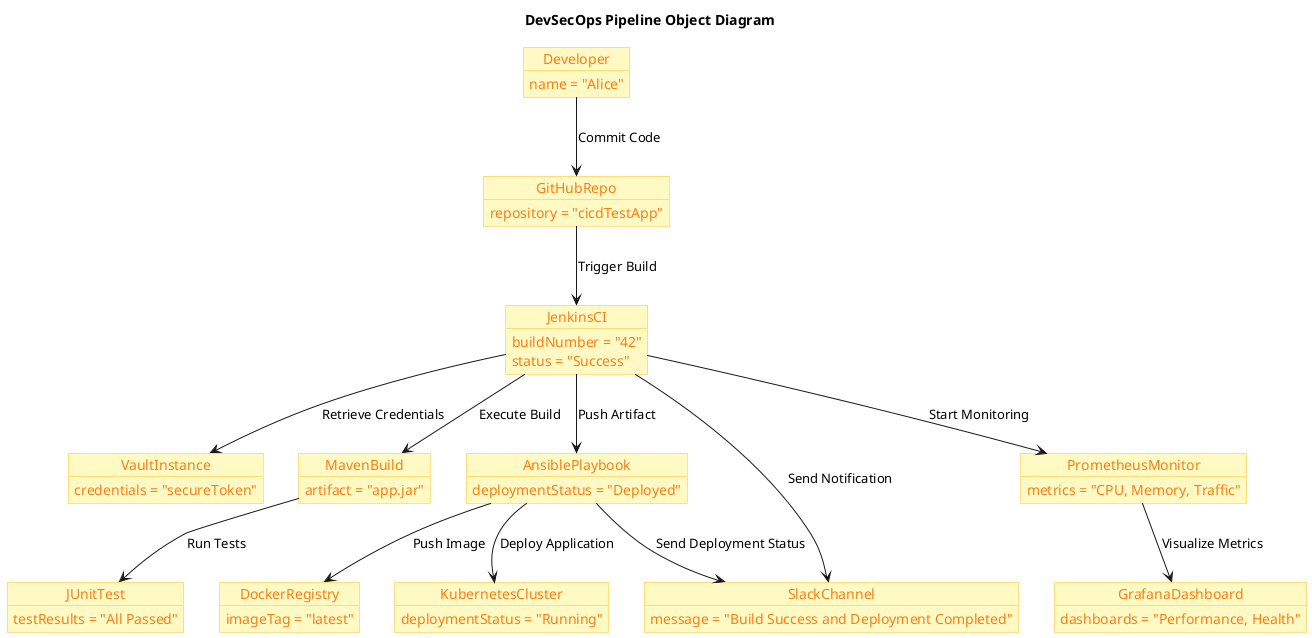 DevSecOps Pipeline Object Diagram
Developer
name = "Alice"
Commit Code
GitHubRepo
repository = "cicdTestApp"
Trigger Build
JenkinsCI
buildNumber = "42"
status = "Success"
Retrieve Credentials
Execute Build
Push Artifact
Start Monitoring
VaultInstance
credentials = "secureToken"
MavenBuild
artifact = "app.jar"
AnsiblePlaybook
deploymentStatus = "Deployed"
Send Notification
PrometheusMonitor
metrics = "CPU, Memory, Traffic"
Run Tests
Push Image
Deploy Application
Send Deployment Status
Visualize Metrics
JUnitTest
testResults = "All Passed"
DockerRegistry
imageTag = "latest"
KubernetesCluster
deploymentStatus = "Running"
SlackChannel
message = "Build Success and Deployment Completed"
GrafanaDashboard
dashboards = "Performance, Health"